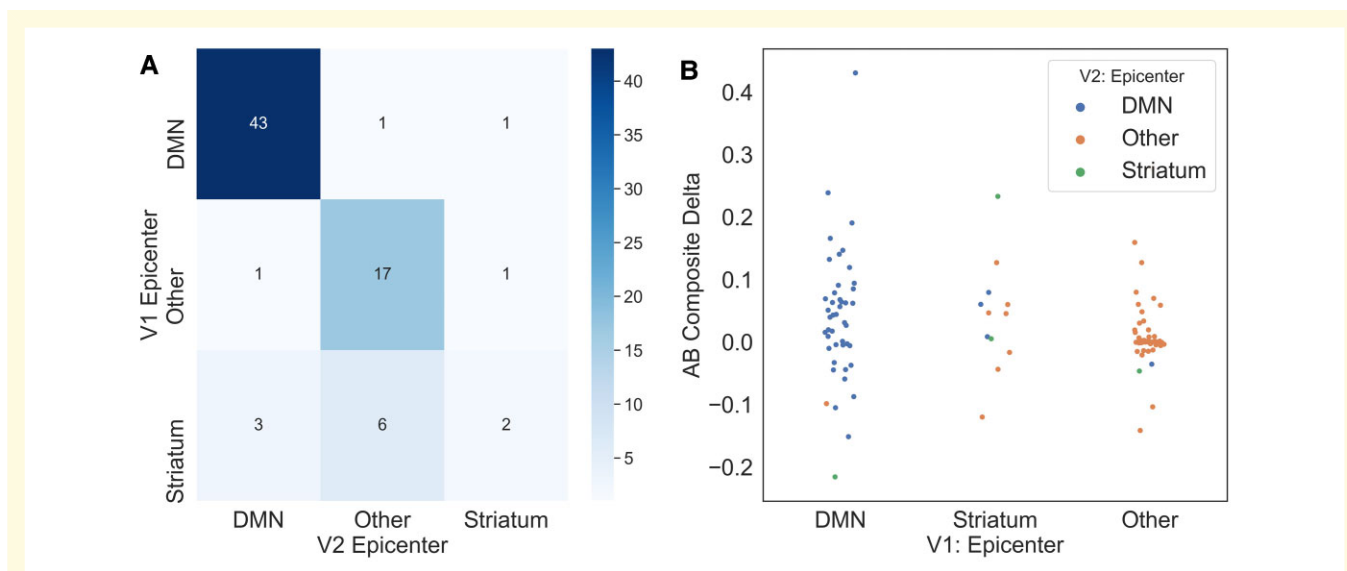 A
DMN
Other
Striatum
V1 Epicenter
43 1 1
1 17 1
3 6 2
DMN Other Striatum
V2 Epicenter
40
35
30
25
20
15
10
5
B
AB Composite Delta
0.4
0.3
0.2
0.1
0.0
−0.1
−0.2
V2: Epicenter
DMN
Other
Striatum
DMN Striatum Other
V1: Epicenter